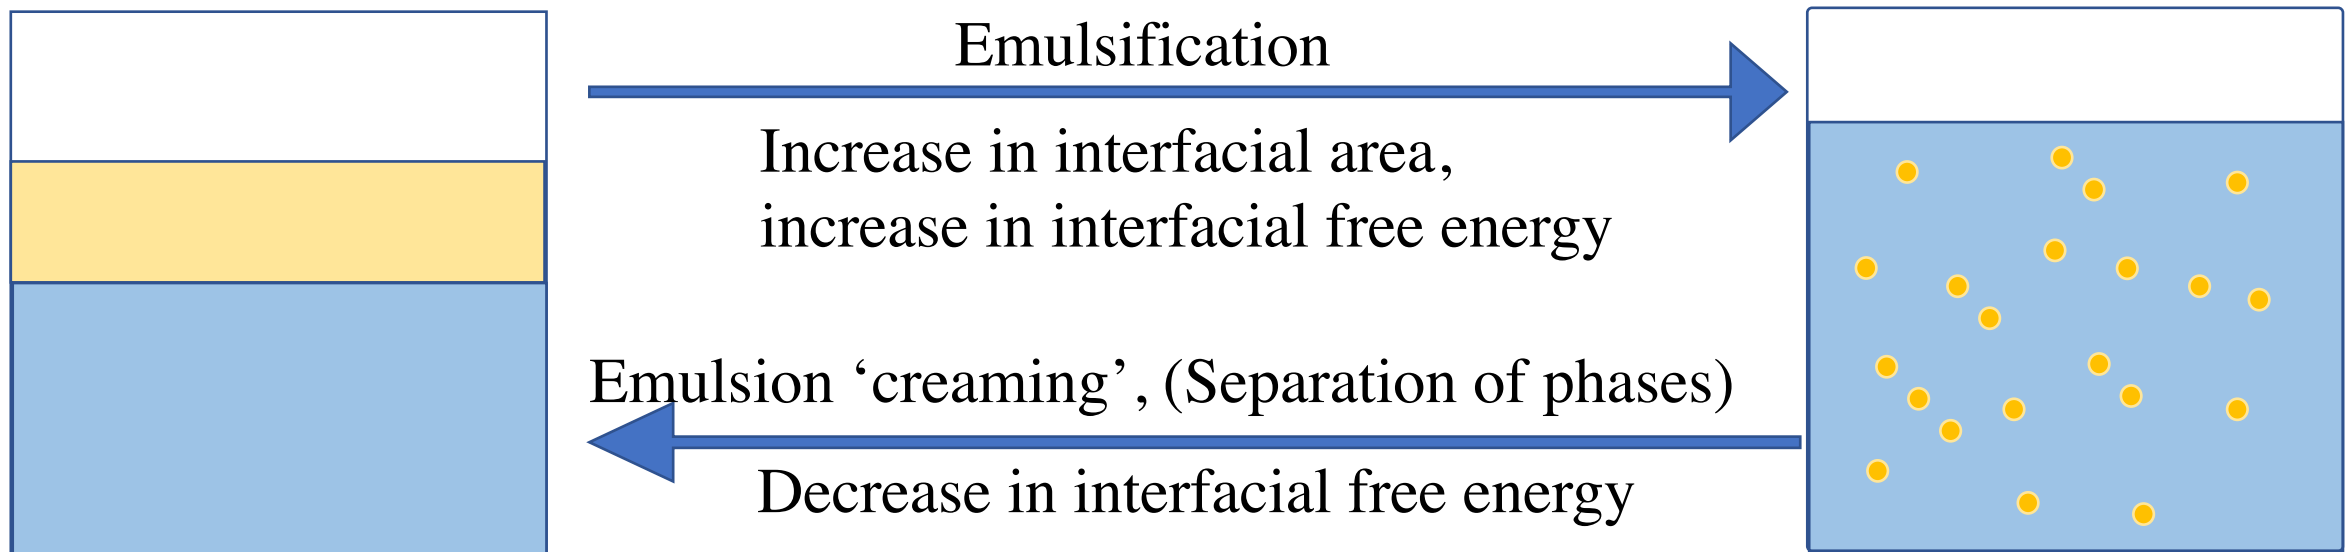 Emulsification
Increase in interfacial area,
increase in interfacial free energy
Emulsion ‘creaming’, (Separation of phases)
Decrease in interfacial free energy